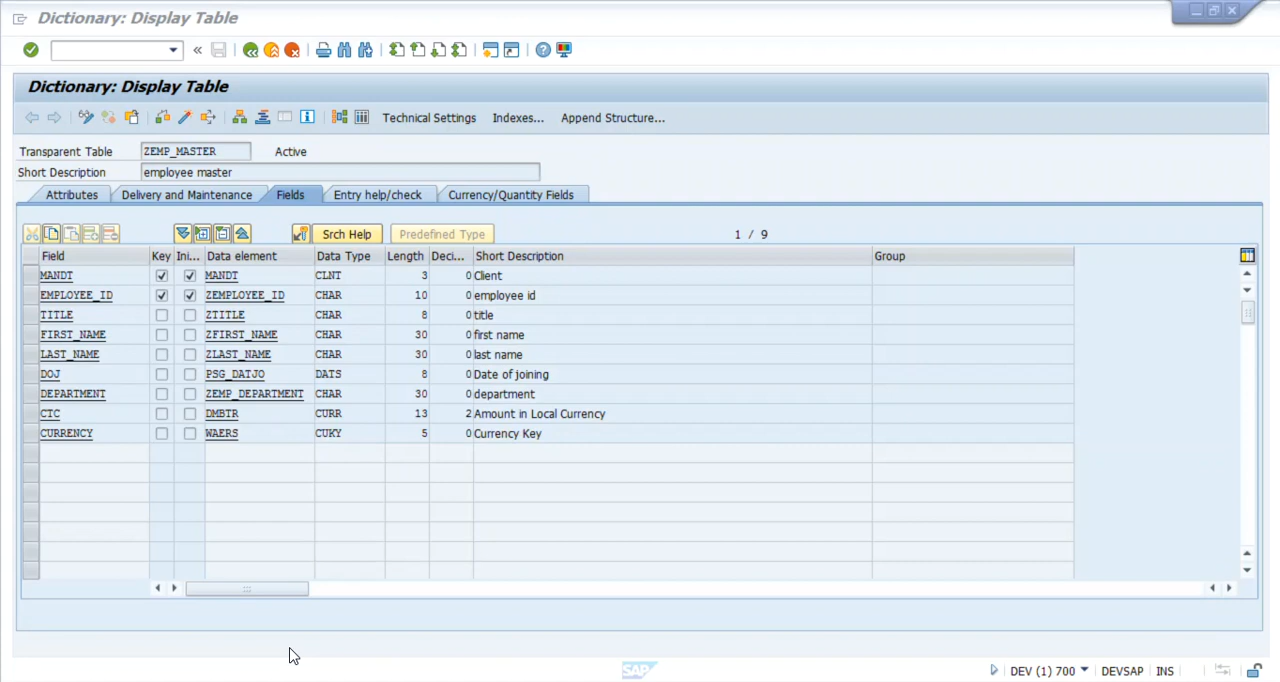 Dictionary: Display Table
Dictionary: Display Table
Technical Settings Indexes... Append Structure...
Transparent Table ZEMP_MASTER Active
Short Description employee master
Attributes Delivery and Maintenance Fields Entry help/check Currency/Quantity Fields
Srch Help Predefined Type 1 / 9
Field Key Ini... Data element Data Type Length Deci... Short Description Group
MANDT MANDT CLNT 3 0 Client
EMPLOYEE_ID ZEMPLOYEE_ID CHAR 10 0 employee id
TITLE ZTITLE CHAR 8 0 title
FIRST_NAME ZFIRST_NAME CHAR 30 0 first name
LAST_NAME ZLAST_NAME CHAR 30 0 last name
DOJ PSG_DATJO DATS 8 0 Date of joining
DEPARTMENT ZEMP_DEPARTMENT CHAR 30 0 department
CTC DMBTR CURR 13 2 Amount in Local Currency
CURRENCY WAERS CUKY 5 0 Currency Key
SAP DEV (1) 700 DEVSAP INS